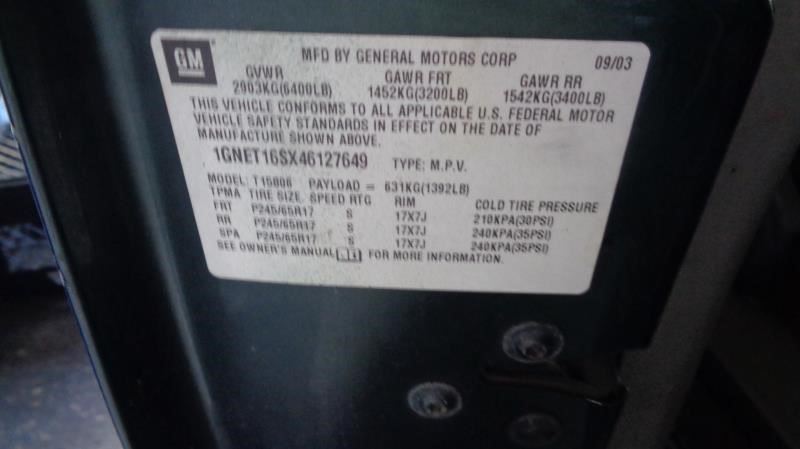 GM
MFD BY GENERAL MOTORS CORP 09/03
GVWR GAWR FRT GAWR RR
2903KG(6400LB) 1452KG(3200LB) 1542KG(3400LB)
THIS VEHICLE CONFORMS TO ALL APPLICABLE U.S. FEDERAL MOTOR
VEHICLE SAFETY STANDARDS IN EFFECT ON THE DATE OF
MANUFACTURE SHOWN ABOVE.
1GNET16SX46127649 TYPE: M.P.V.
MODEL: T15806 PAYLOAD = 631KG(1392LB)
TPMA TIRE SIZE SPEED RTG RIM COLD TIRE PRESSURE
FRT P245/65R17 S 17X7J 210KPA(30PSI)
RR P245/65R17 S 17X7J 240KPA(35PSI)
SPA P245/65R17 S 17X7J 240KPA(35PSI)
SEE OWNER'S MANUAL FOR MORE INFORMATION.